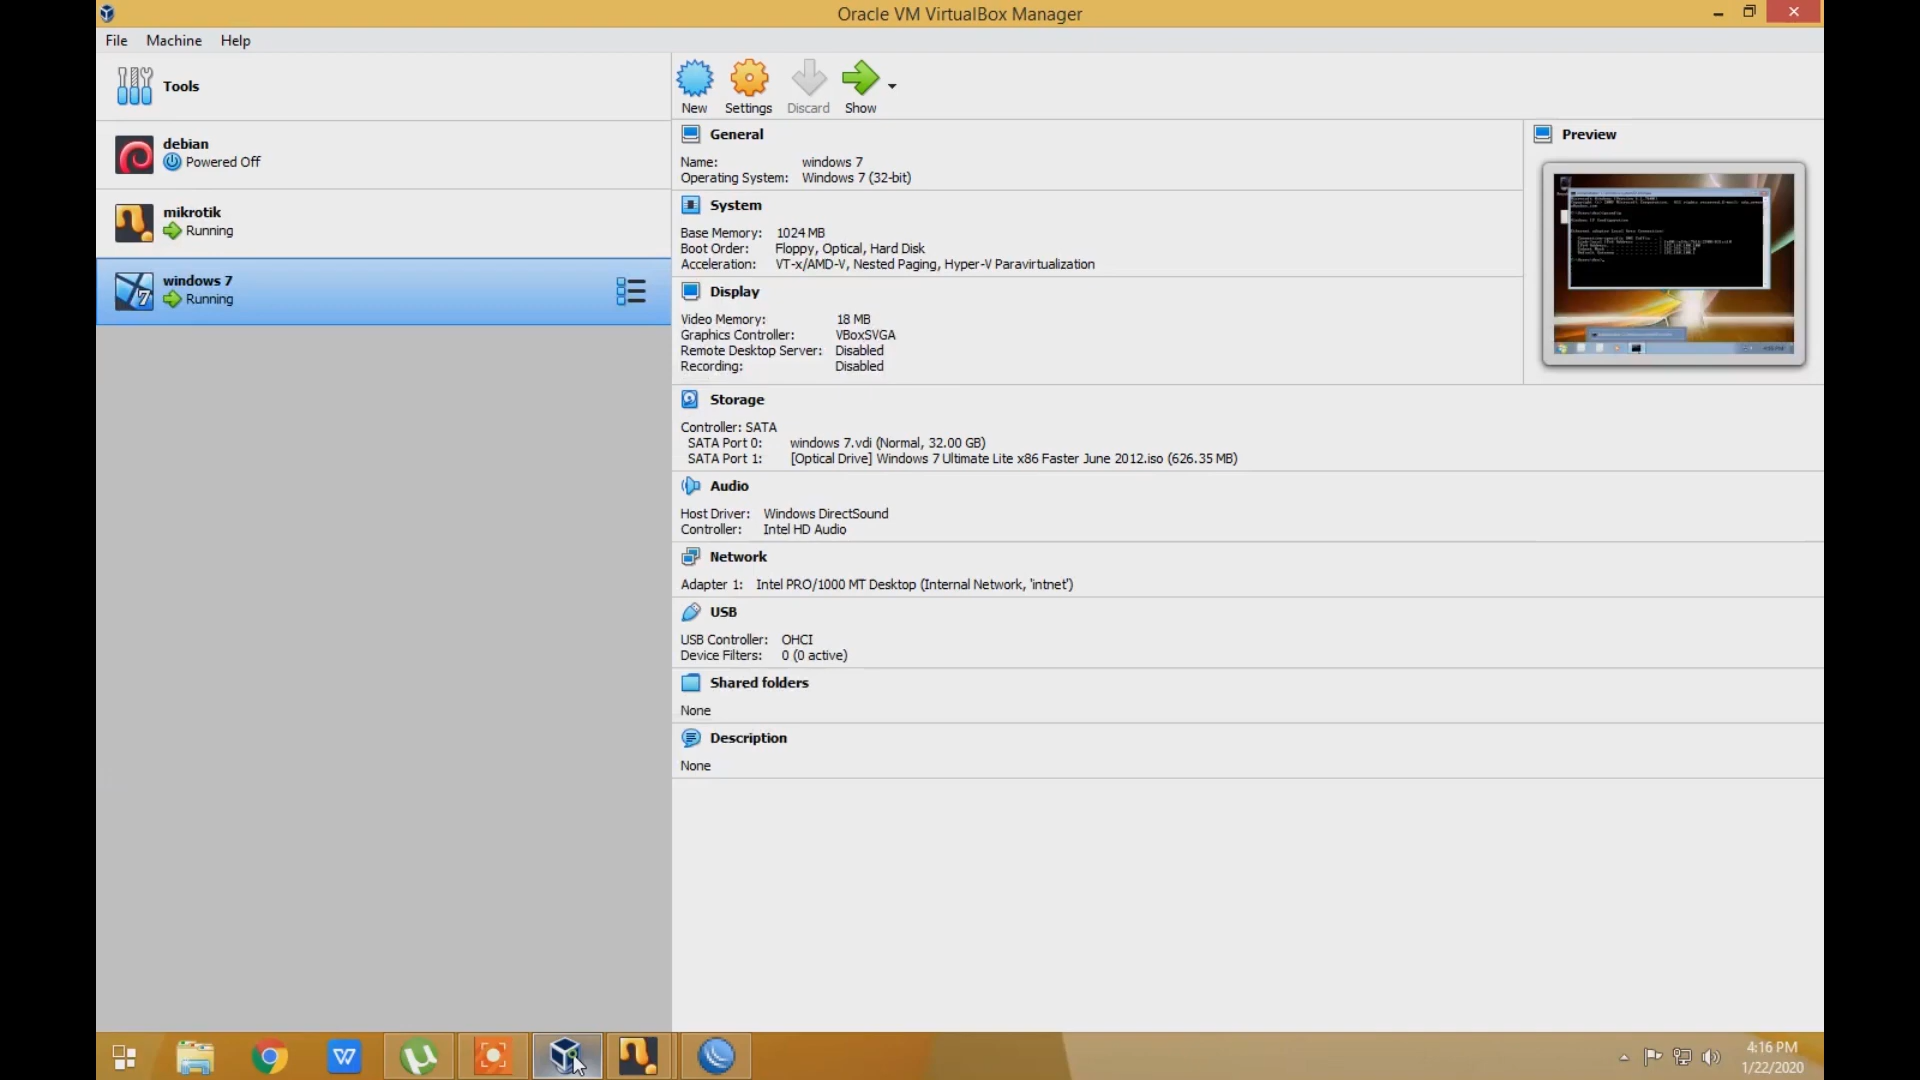 Oracle VM VirtualBox Manager
File Machine Help
Tools
New Settings Discard Show
debian
Powered Off
mikrotik
Running
windows 7
Running
General
Name: windows 7
Operating System: Windows 7 (32-bit)
System
Base Memory: 1024 MB
Boot Order: Floppy, Optical, Hard Disk
Acceleration: VT-x/AMD-V, Nested Paging, Hyper-V Paravirtualization
Display
Video Memory: 18 MB
Graphics Controller: VBoxSVGA
Remote Desktop Server: Disabled
Recording: Disabled
Preview
Storage
Controller: SATA
SATA Port 0: windows 7.vdi (Normal, 32.00 GB)
SATA Port 1: [Optical Drive] Windows 7 Ultimate Lite x86 Faster June 2012.iso (626.35 MB)
Audio
Host Driver: Windows DirectSound
Controller: Intel HD Audio
Network
Adapter 1: Intel PRO/1000 MT Desktop (Internal Network, 'intnet')
USB
USB Controller: OHCI
Device Filters: 0 (0 active)
Shared folders
None
Description
None
4:16 PM
1/22/2020